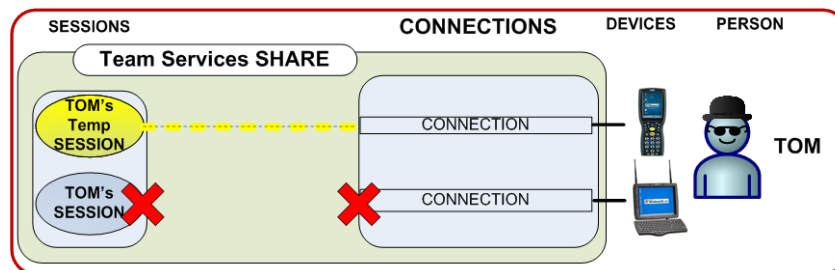 SESSIONS
CONNECTIONS
DEVICES
PERSON
Team Services SHARE
TOM's
Temp
SESSION
CONNECTION
TOM
TOM's
SESSION
CONNECTION